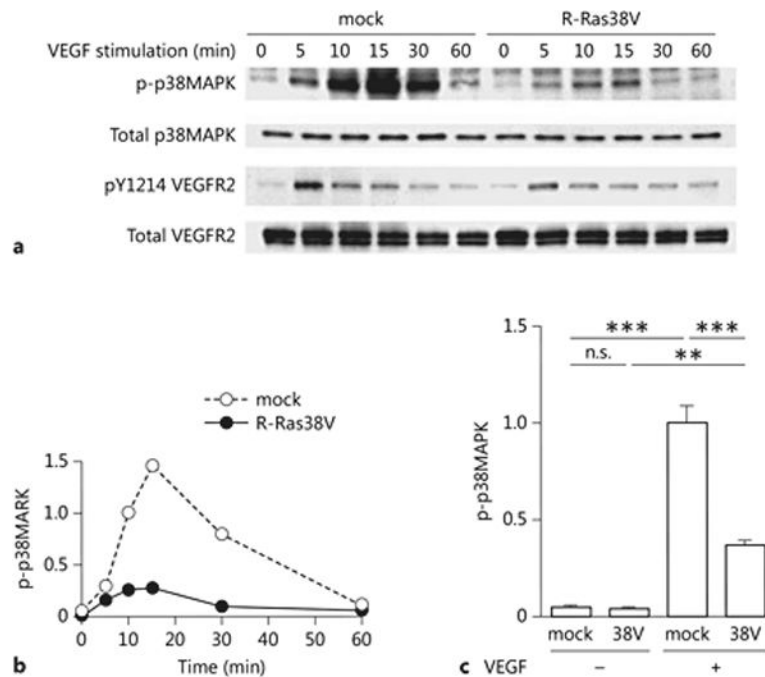 mock R-Ras38V
VEGF stimulation (min) 0 5 10 15 30 60 0 5 10 15 30 60
p-p38MAPK
Total p38MAPK
pY1214 VEGFR2
Total VEGFR2
a
mock
R-Ras38V
1.5
1.0
0.5
0
p-p38MARK
0 10 20 30 40 50 60
Time (min)
b
1.5
1.0
0.5
0
p-p38MAPK
*** ***
n.s. **
mock 38V mock 38V
VEGF – +
c